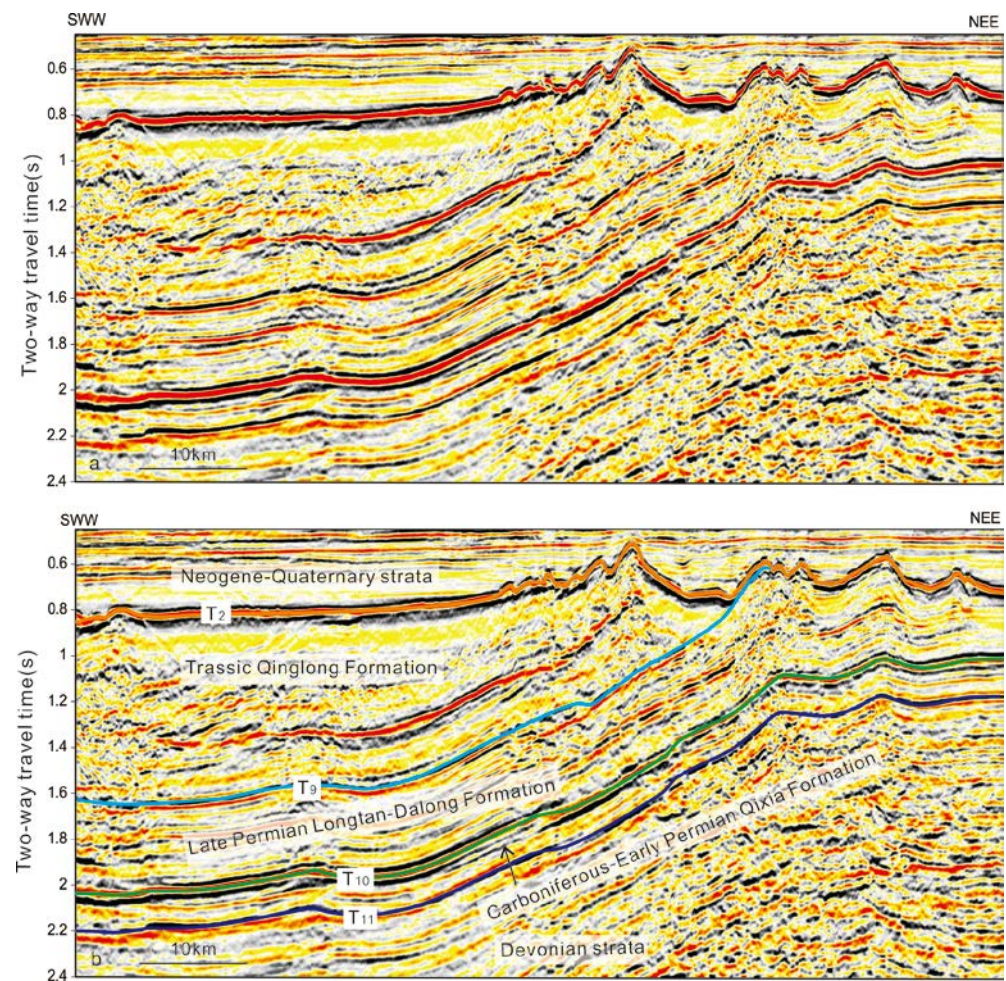 SWW NEE
0.6
0.8
1
1.2
1.4
1.6
1.8
2
2.2
2.4
Two-way travel time(s)
a 10km
SWW NEE
0.6
0.8
1
1.2
1.4
1.6
1.8
2
2.2
2.4
Two-way travel time(s)
Neogene-Quaternary strata
T2
Trassic Qinglong Formation
T9
Late Permian Longtan-Dalong Formation
T10
Carboniferous-Early Permian Qixia Formation
T11
Devonian strata
b 10km